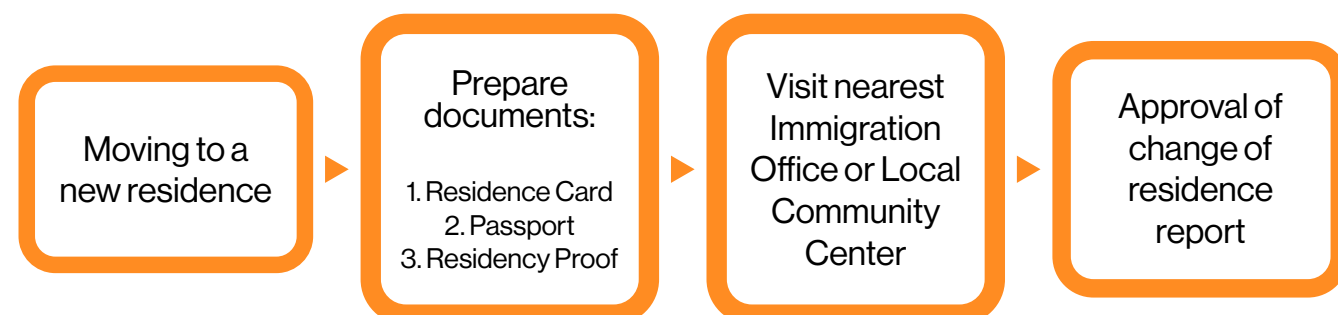 Moving to a
new residence
Prepare
documents:
1. Residence Card
2. Passport
3. Residency Proof
Visit nearest
Immigration
Office or Local
Community
Center
Approval of
change of
residence
report